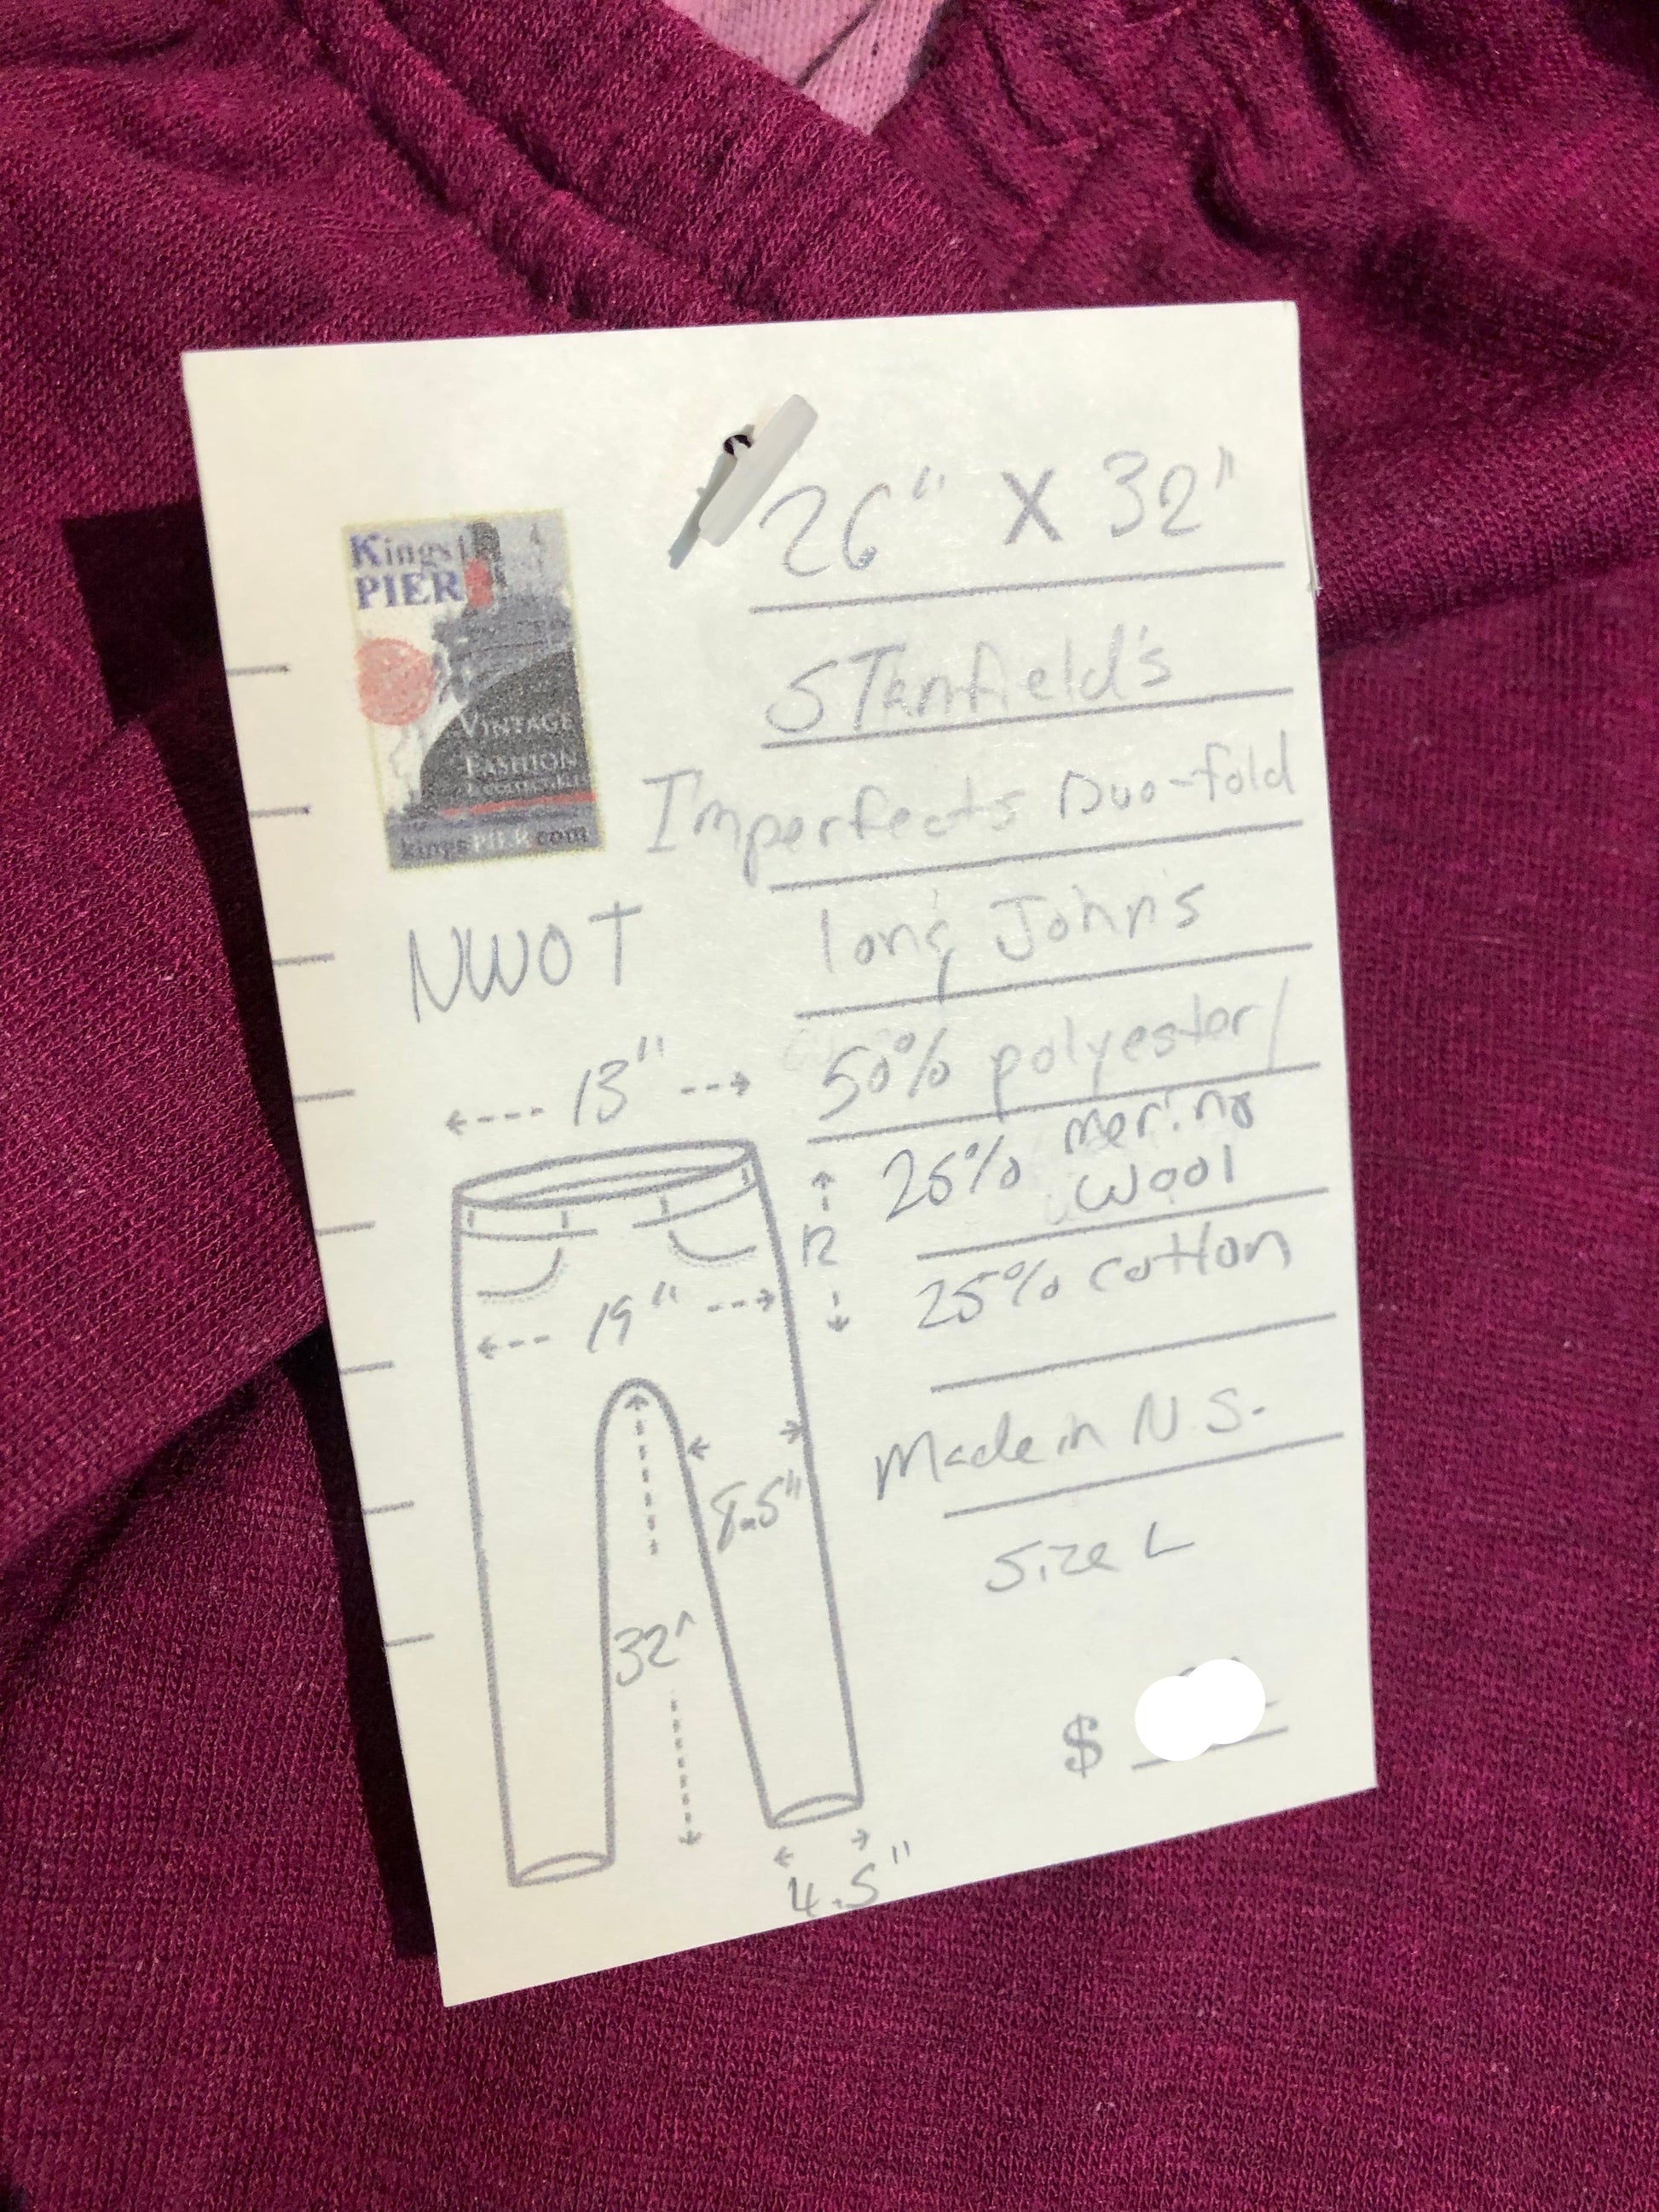 26" X 32"
Kings
PIER
Stanfield's
VINTAGE
FASHION
Imperfects Duo-fold
kingsPIER.com
NWOT
long John's
13"
50% polyester/
25% merino
wool
12
25% cotton
19"
Made in N.S.
8.5"
Size L
32"
$
4.5"